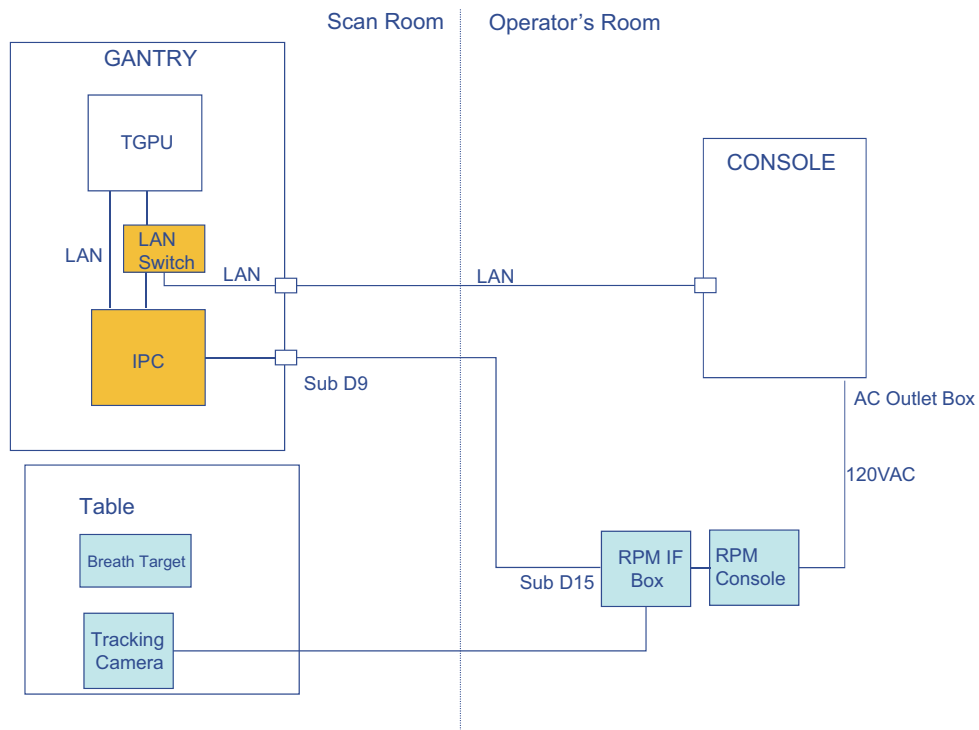 Scan Room
Operator's Room
GANTRY
TGPU
LAN
LAN
Switch
LAN
IPC
Sub D9
LAN
CONSOLE
AC Outlet Box
120VAC
Table
Breath Target
Tracking
Camera
Sub D15
RPM IF
Box
RPM
Console